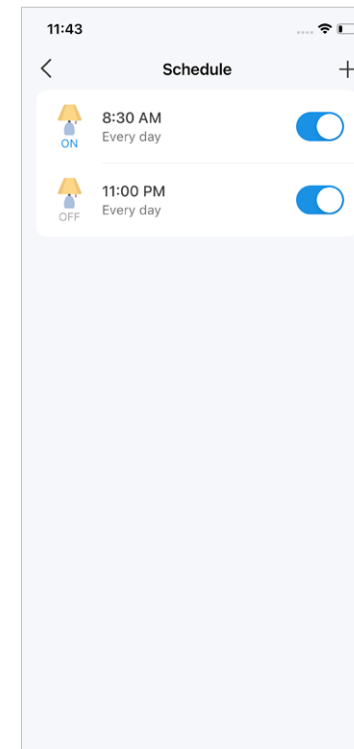 11:43
Schedule
8:30 AM
Every day
ON
11:00 PM
Every day
OFF